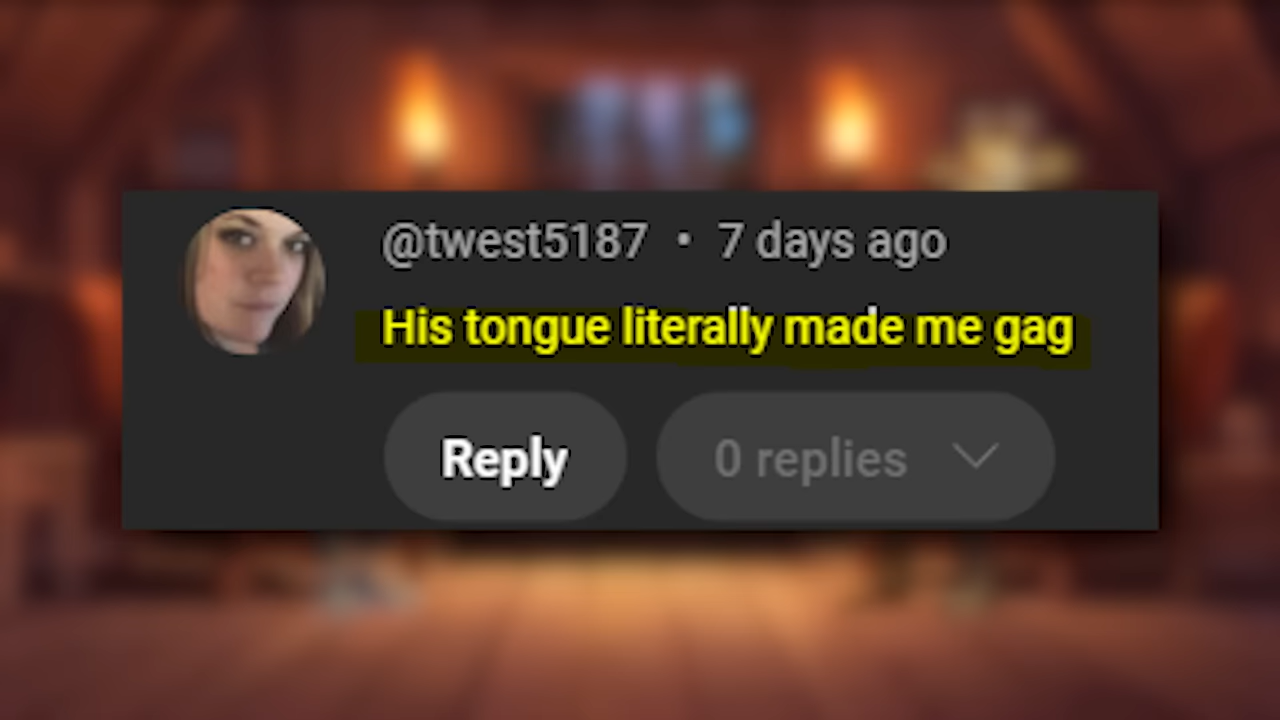 @twest5187 • 7 days ago
His tongue literally made me gag
Reply 0 replies